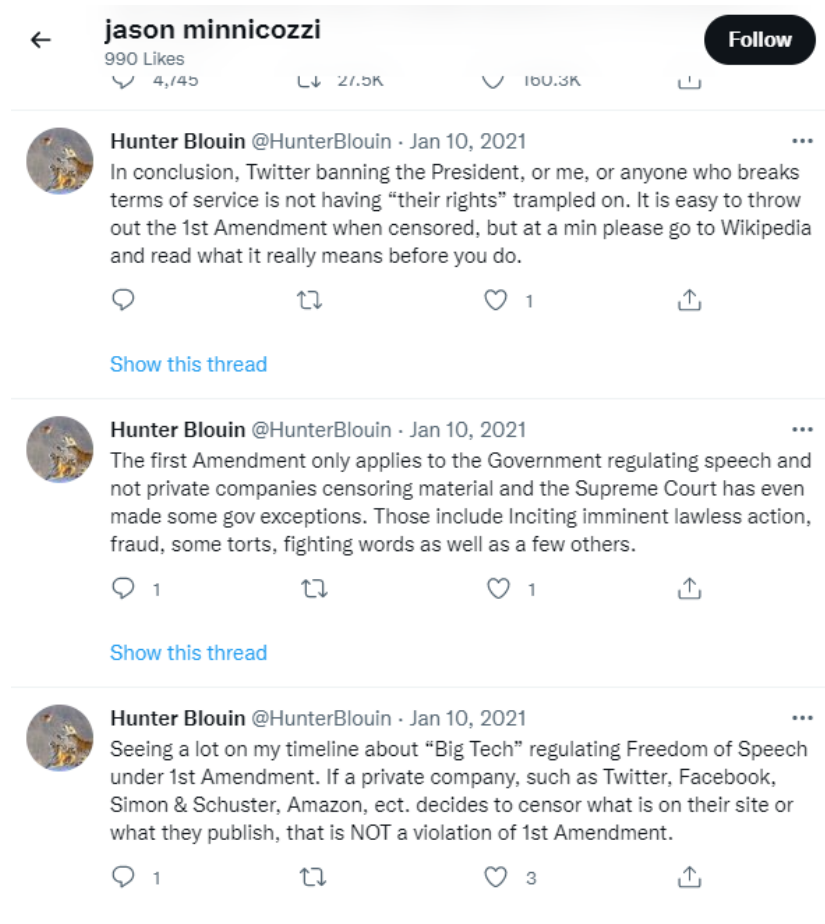 jason minnicozzi
990 Likes
Follow
4,745 27.5K 160.3K
Hunter Blouin @HunterBlouin · Jan 10, 2021
In conclusion, Twitter banning the President, or me, or anyone who breaks
terms of service is not having “their rights” trampled on. It is easy to throw
out the 1st Amendment when censored, but at a min please go to Wikipedia
and read what it really means before you do.
1
Show this thread
Hunter Blouin @HunterBlouin · Jan 10, 2021
The first Amendment only applies to the Government regulating speech and
not private companies censoring material and the Supreme Court has even
made some gov exceptions. Those include Inciting imminent lawless action,
fraud, some torts, fighting words as well as a few others.
1 1
Show this thread
Hunter Blouin @HunterBlouin · Jan 10, 2021
Seeing a lot on my timeline about “Big Tech” regulating Freedom of Speech
under 1st Amendment. If a private company, such as Twitter, Facebook,
Simon & Schuster, Amazon, ect. decides to censor what is on their site or
what they publish, that is NOT a violation of 1st Amendment.
1 3